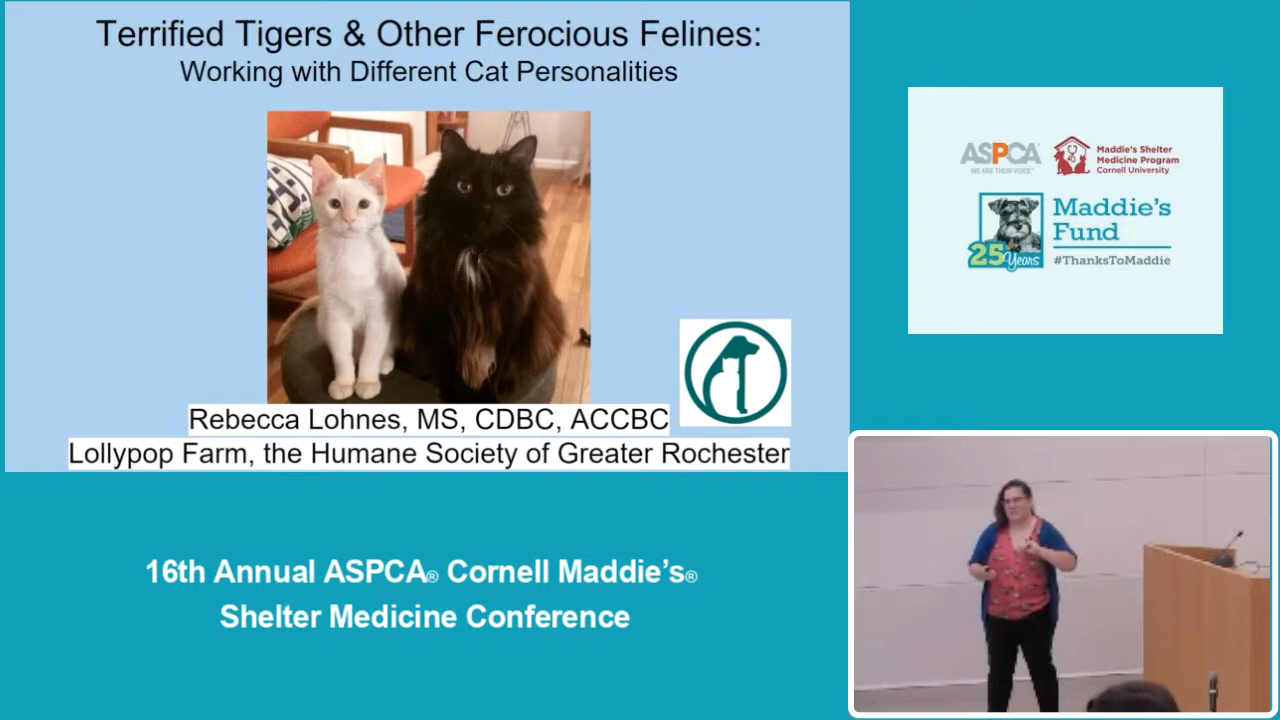 Terrified Tigers & Other Ferocious Felines:
Working with Different Cat Personalities
Rebecca Lohnes, MS, CDBC, ACCBC
Lollypop Farm, the Humane Society of Greater Rochester
16th Annual ASPCA® Cornell Maddie's®
Shelter Medicine Conference
ASPCA
WE ARE THEIR VOICE
Maddie's Shelter
Medicine Program
Cornell University
25 Years
Maddie's
Fund
#ThanksToMaddie